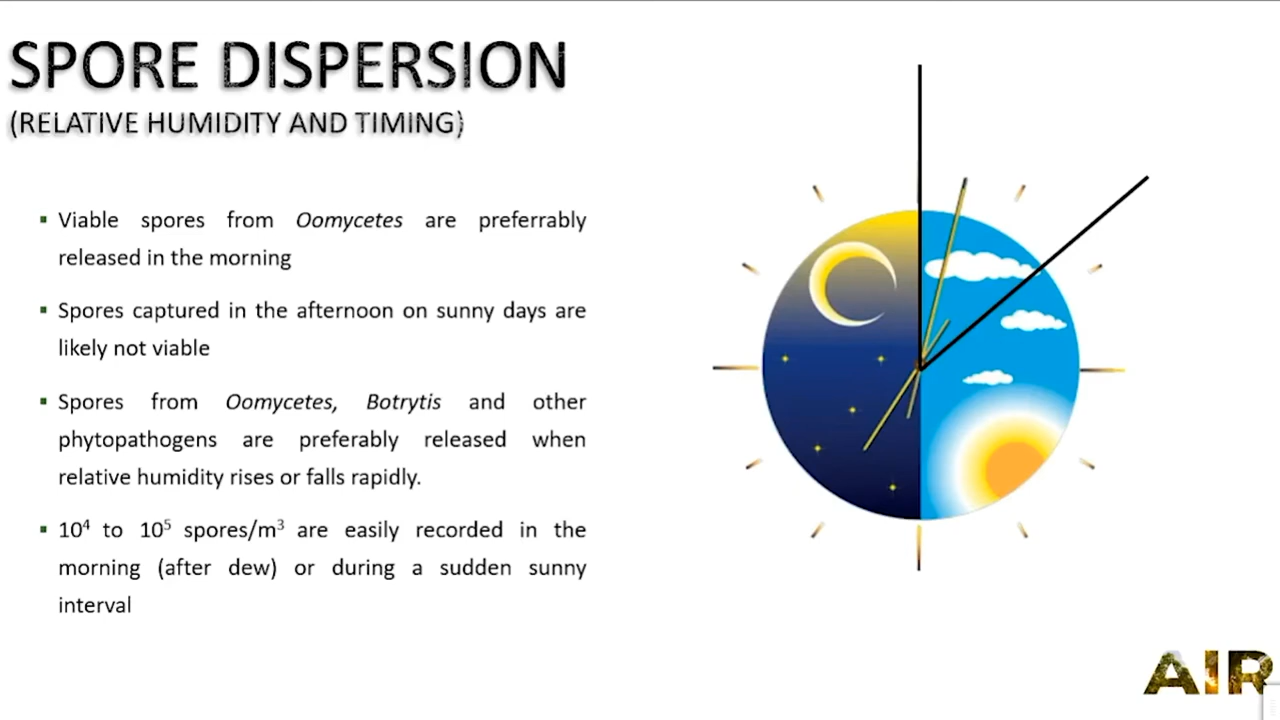 SPORE DISPERSION
(RELATIVE HUMIDITY AND TIMING)
▪ Viable spores from Oomycetes are preferrably
released in the morning
▪ Spores captured in the afternoon on sunny days are
likely not viable
▪ Spores from Oomycetes, Botrytis and other
phytopathogens are preferably released when
relative humidity rises or falls rapidly.
▪ 10⁴ to 10⁵ spores/m³ are easily recorded in the
morning (after dew) or during a sudden sunny
interval
AIR